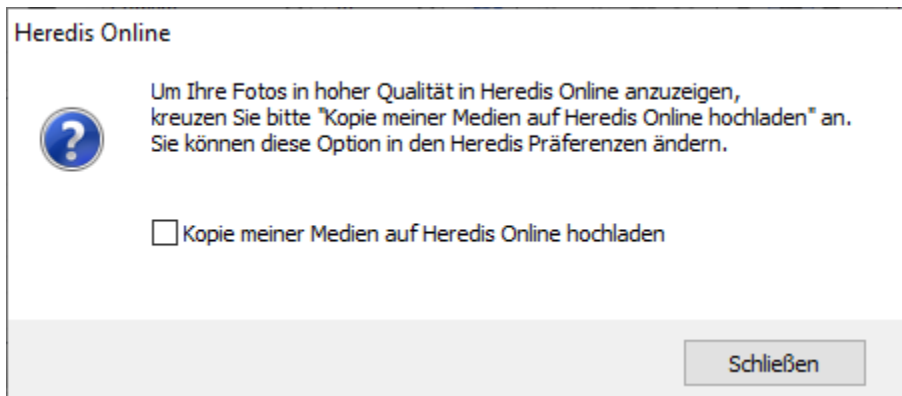 Heredis Online
Um Ihre Fotos in hoher Qualität in Heredis Online anzuzeigen,
kreuzen Sie bitte "Kopie meiner Medien auf Heredis Online hochladen" an.
Sie können diese Option in den Heredis Präferenzen ändern.
Kopie meiner Medien auf Heredis Online hochladen
Schließen